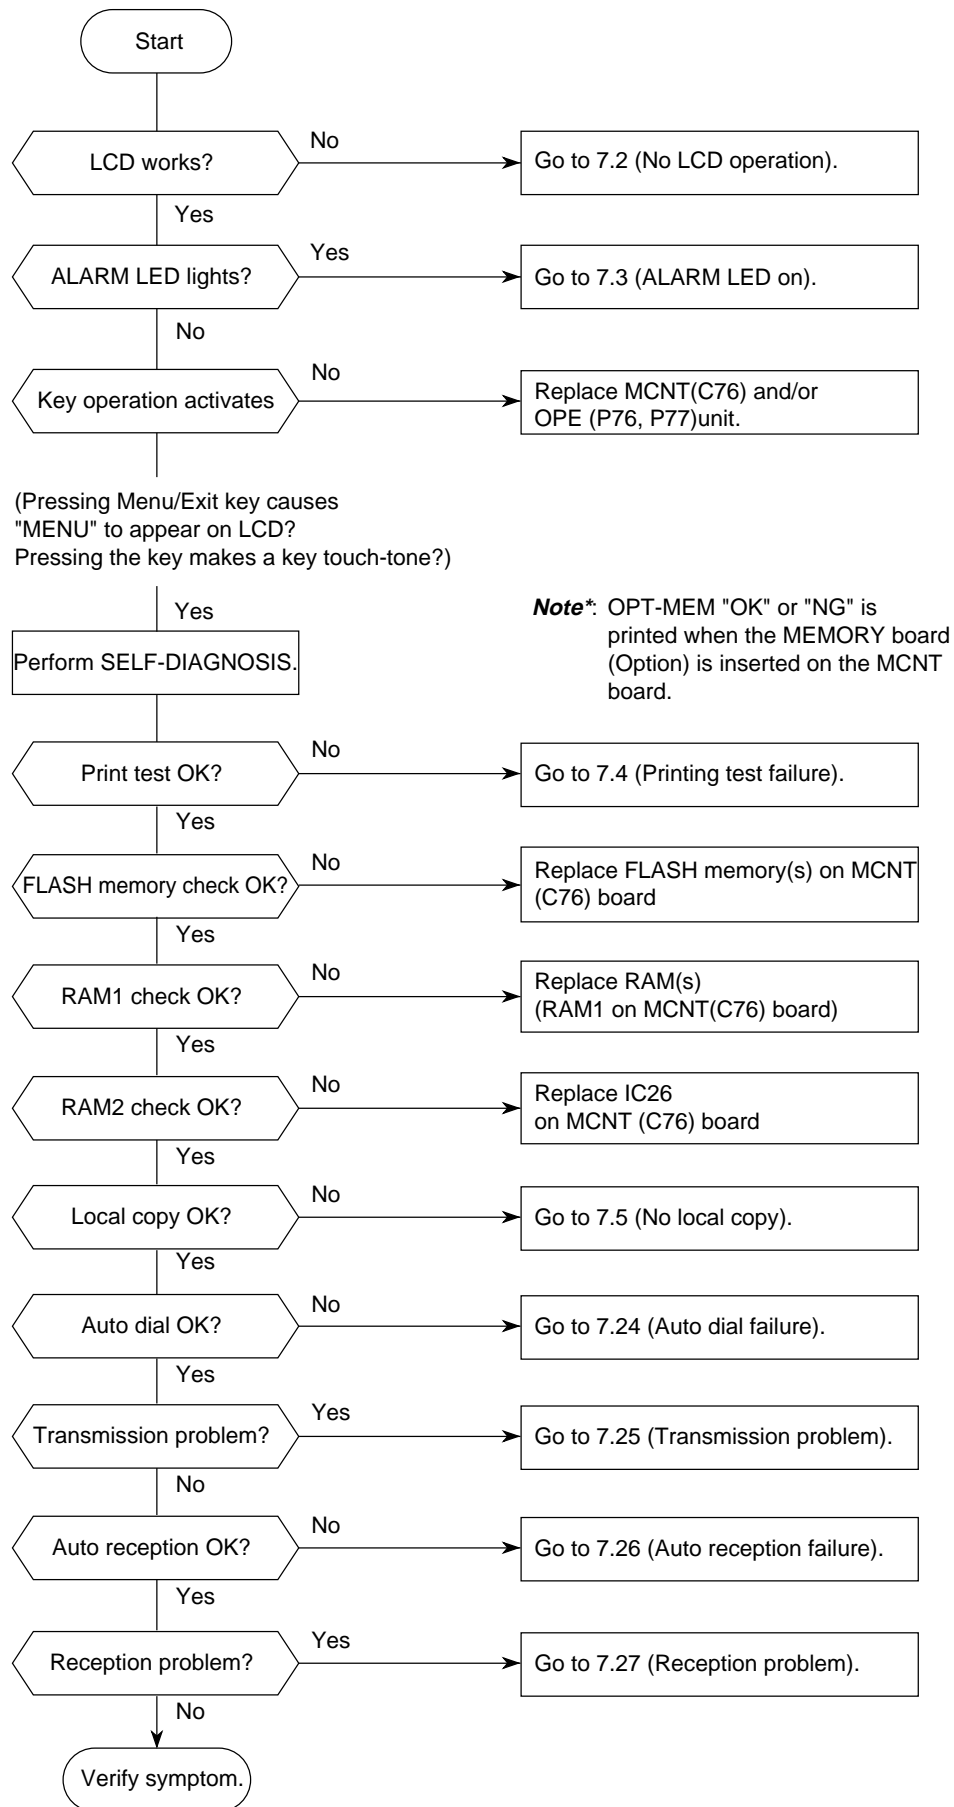 Start
LCD works?
No
Go to 7.2 (No LCD operation).
Yes
ALARM LED lights?
Yes
Go to 7.3 (ALARM LED on).
No
Key operation activates
No
Replace MCNT(C76) and/or
OPE (P76, P77)unit.
(Pressing Menu/Exit key causes
"MENU" to appear on LCD?
Pressing the key makes a key touch-tone?)
Yes
Note*: OPT-MEM "OK" or "NG" is
printed when the MEMORY board
(Option) is inserted on the MCNT
board.
Perform SELF-DIAGNOSIS.
Print test OK?
No
Go to 7.4 (Printing test failure).
Yes
FLASH memory check OK?
No
Replace FLASH memory(s) on MCNT
(C76) board
Yes
RAM1 check OK?
No
Replace RAM(s)
(RAM1 on MCNT(C76) board)
Yes
RAM2 check OK?
No
Replace IC26
on MCNT (C76) board
Yes
Local copy OK?
No
Go to 7.5 (No local copy).
Yes
Auto dial OK?
No
Go to 7.24 (Auto dial failure).
Yes
Transmission problem?
Yes
Go to 7.25 (Transmission problem).
No
Auto reception OK?
No
Go to 7.26 (Auto reception failure).
Yes
Reception problem?
Yes
Go to 7.27 (Reception problem).
No
Verify symptom.